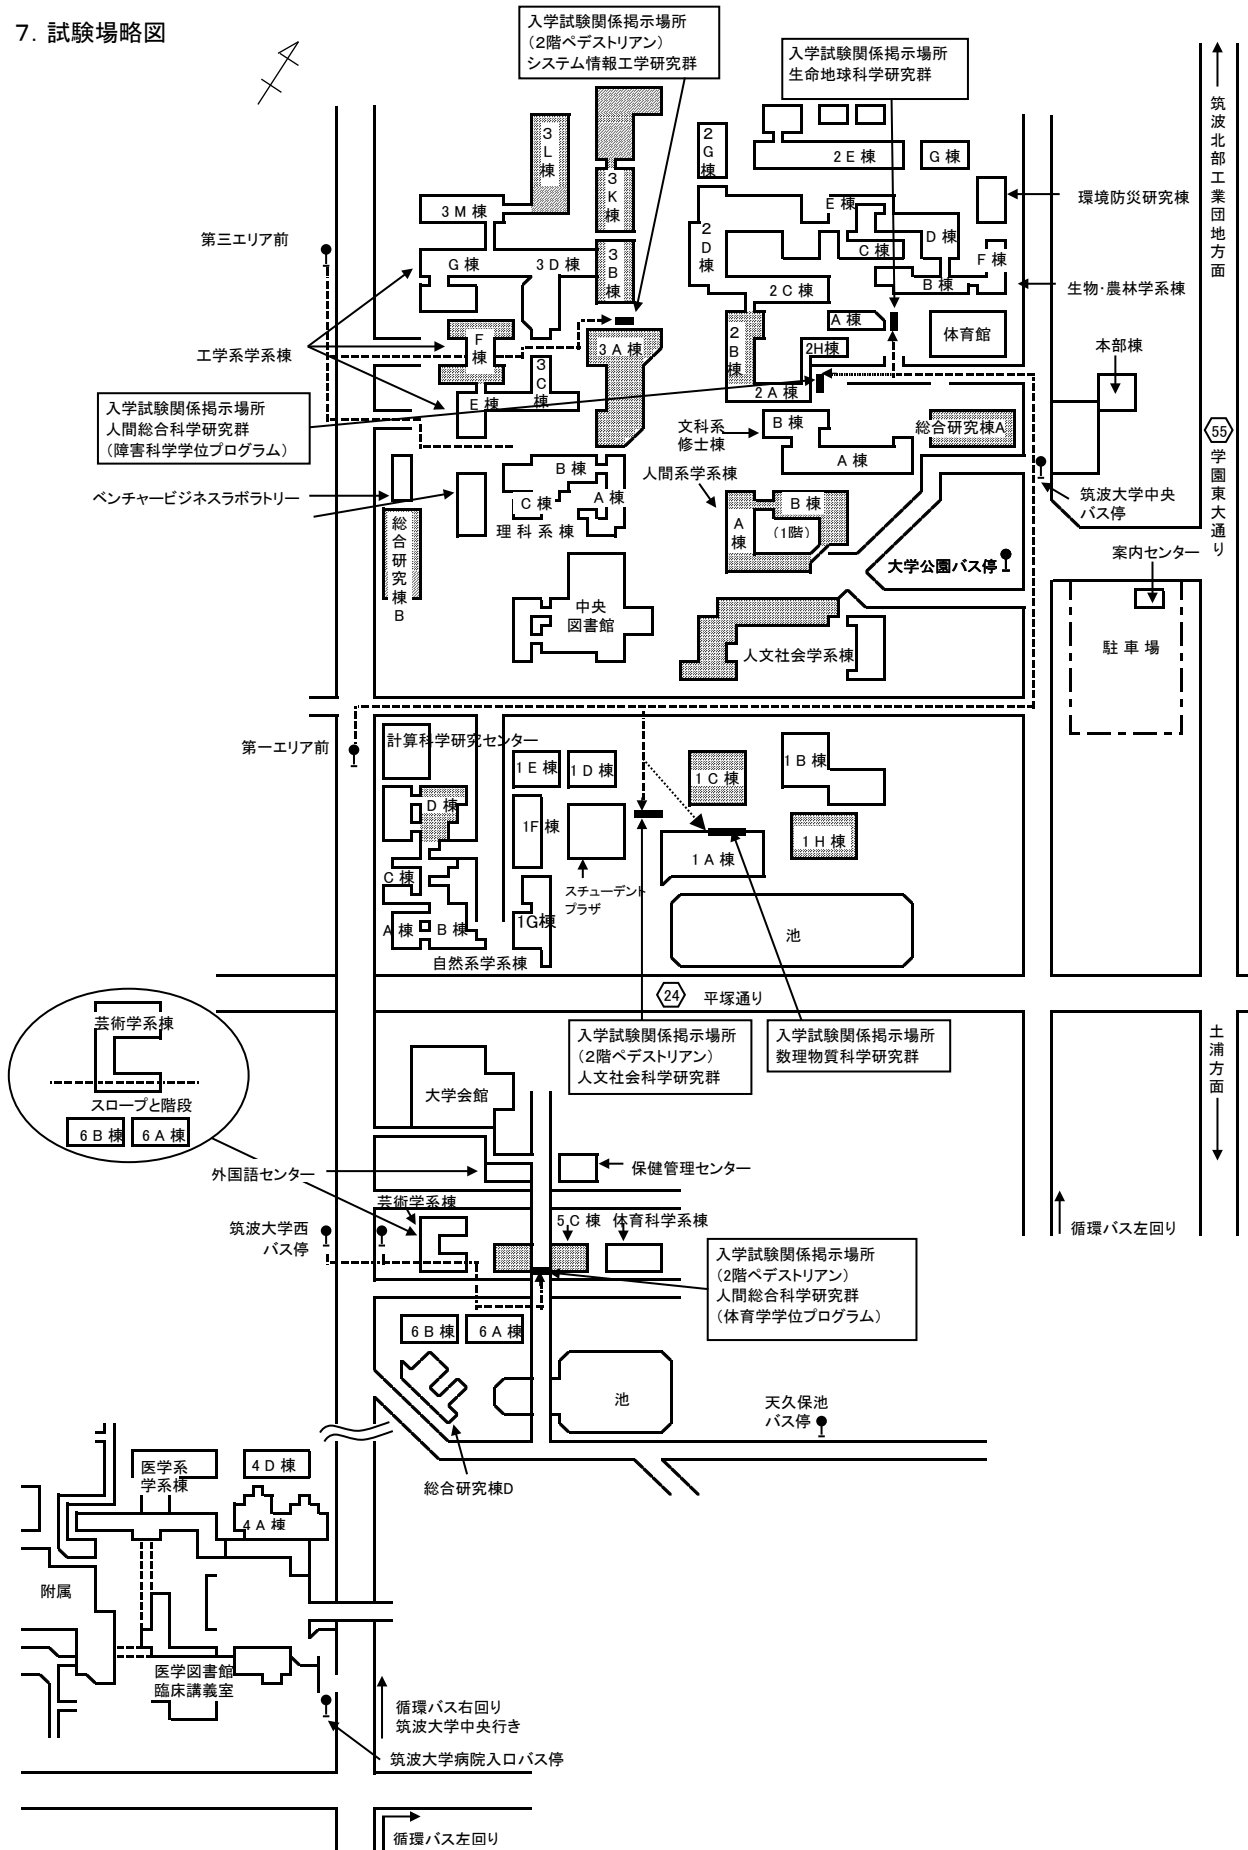 ７．試験場略図
入学試験関係掲示場所
（２階ペデストリアン）
システム情報工学研究群
入学試験関係掲示場所
生命地球科学研究群
筑波北部工業団地方面
3L棟
3K棟
2G棟
2E棟
G棟
環境防災研究棟
3M棟
E棟
第三エリア前
2D棟
D棟
C棟
F棟
G棟
3D棟
3B棟
2C棟
B棟
生物・農林学系棟
A棟
体育館
F棟
3A棟
2B棟
2H棟
本部棟
工学系学系棟
3C棟
2A棟
E棟
入学試験関係掲示場所
人間総合科学研究群
（障害科学学位プログラム）
文科系
修士棟
B棟
総合研究棟A
A棟
55
学園東大通り
人間系学系棟
B棟
C棟
A棟
理科系棟
ベンチャービジネスラボラトリー
筑波大学中央
バス停
総合研究棟B
A棟
B棟
（1階）
大学公園バス停
案内センター
中央
図書館
人文社会学系棟
駐車場
第一エリア前
計算科学研究センター
1E棟
1D棟
1C棟
1B棟
D棟
1F棟
1A棟
1H棟
C棟
スチューデント
プラザ
A棟
B棟
1G棟
池
自然系学系棟
24
平塚通り
芸術学系棟
スロープと階段
6B棟
6A棟
入学試験関係掲示場所
（２階ペデストリアン）
人文社会科学研究群
入学試験関係掲示場所
数理物質科学研究群
土浦方面
大学会館
外国語センター
保健管理センター
芸術学系棟
5C棟
体育科学系棟
筑波大学西
バス停
循環バス左回り
入学試験関係掲示場所
（２階ペデストリアン）
人間総合科学研究群
（体育学学位プログラム）
6B棟
6A棟
池
天久保池
バス停
総合研究棟D
医学系
学系棟
4D棟
4A棟
附属
医学図書館
臨床講義室
循環バス右回り
筑波大学中央行き
筑波大学病院入口バス停
循環バス左回り